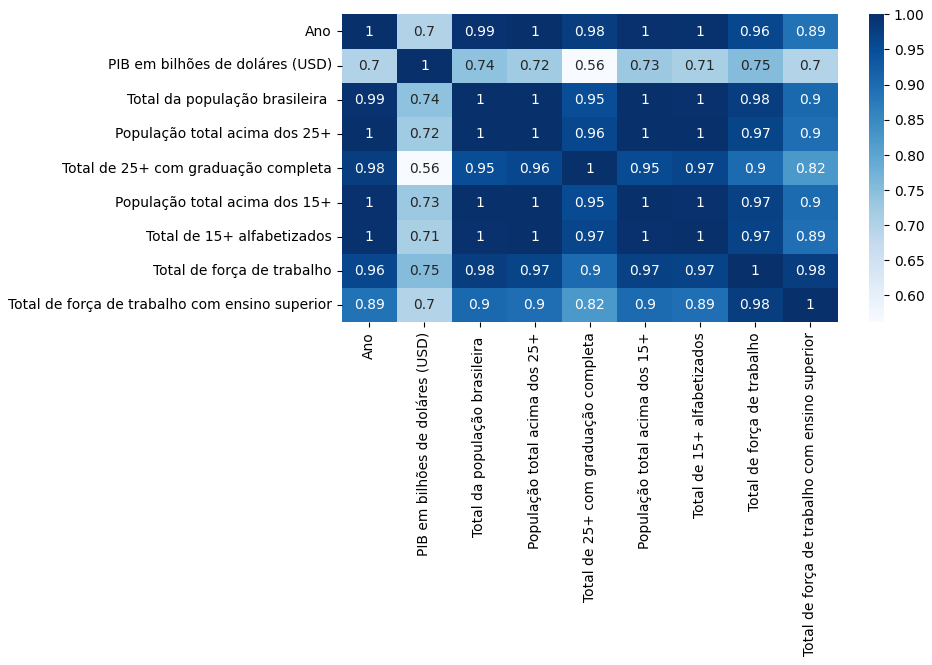 Ano 1 0.7 0.99 1 0.98 1 1 0.96 0.89
PIB em bilhões de doláres (USD) 0.7 1 0.74 0.72 0.56 0.73 0.71 0.75 0.7
Total da população brasileira 0.99 0.74 1 1 0.95 1 1 0.98 0.9
População total acima dos 25+ 1 0.72 1 1 0.96 1 1 0.97 0.9
Total de 25+ com graduação completa 0.98 0.56 0.95 0.96 1 0.95 0.97 0.9 0.82
População total acima dos 15+ 1 0.73 1 1 0.95 1 1 0.97 0.9
Total de 15+ alfabetizados 1 0.71 1 1 0.97 1 1 0.97 0.89
Total de força de trabalho 0.96 0.75 0.98 0.97 0.9 0.97 0.97 1 0.98
Total de força de trabalho com ensino superior 0.89 0.7 0.9 0.9 0.82 0.9 0.89 0.98 1
Ano
PIB em bilhões de doláres (USD)
Total da população brasileira
População total acima dos 25+
Total de 25+ com graduação completa
População total acima dos 15+
Total de 15+ alfabetizados
Total de força de trabalho
Total de força de trabalho com ensino superior
1.00
0.95
0.90
0.85
0.80
0.75
0.70
0.65
0.60